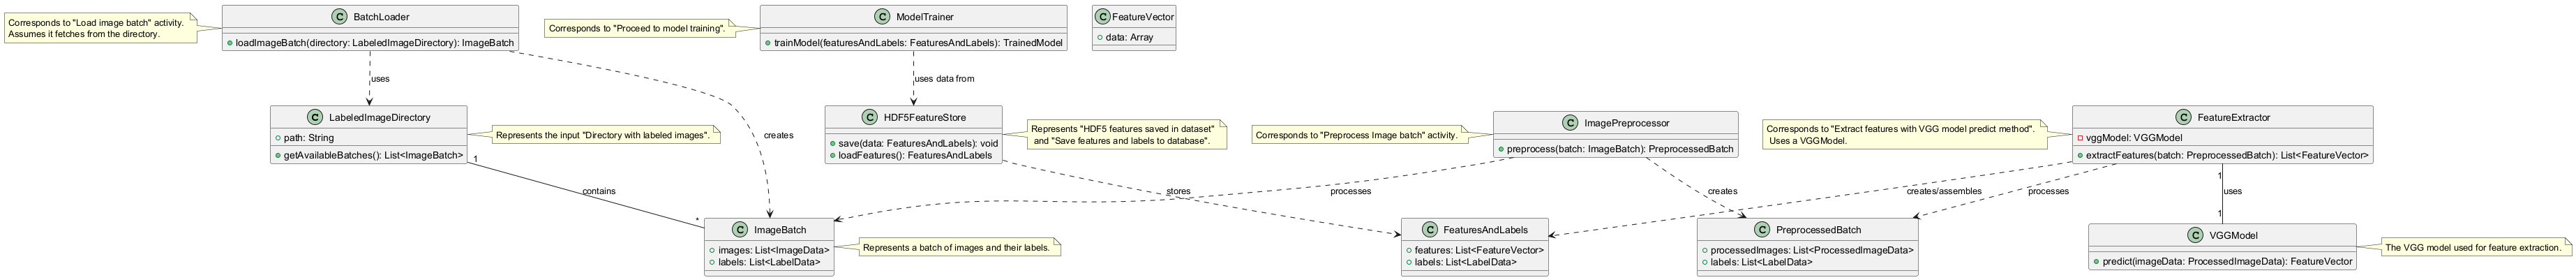 Corresponds to "Load image batch" activity.
Assumes it fetches from the directory.
C BatchLoader
+loadImageBatch(directory: LabeledImageDirectory): ImageBatch
Corresponds to "Proceed to model training".
C ModelTrainer
trainModel(featuresAndLabels: FeaturesAndLabels): TrainedModel
C FeatureVector
data: Array
uses
uses data from
creates
C LabeledImageDirectory
path: String
getAvailableBatches(): List<ImageBatch>
Represents the input "Directory with labeled images".
C HDF5FeatureStore
save(data: FeaturesAndLabels): void
loadFeatures(): FeaturesAndLabels
Represents "HDF5 features saved in dataset"
and "Save features and labels to database".
Corresponds to "Preprocess Image batch" activity.
C ImagePreprocessor
preprocess(batch: ImageBatch): PreprocessedBatch
Corresponds to "Extract features with VGG model predict method".
Uses a VGGModel.
C FeatureExtractor
vggModel: VGGModel
extractFeatures(batch: PreprocessedBatch): List<FeatureVector>
1
contains
*
stores
processes
creates
creates/assembles
processes
1
uses
1
C ImageBatch
images: List<ImageData>
labels: List<LabelData>
Represents a batch of images and their labels.
C FeaturesAndLabels
features: List<FeatureVector>
labels: List<LabelData>
C PreprocessedBatch
processedImages: List<ProcessedImageData>
labels: List<LabelData>
C VGGModel
predict(imageData: ProcessedImageData): FeatureVector
The VGG model used for feature extraction.